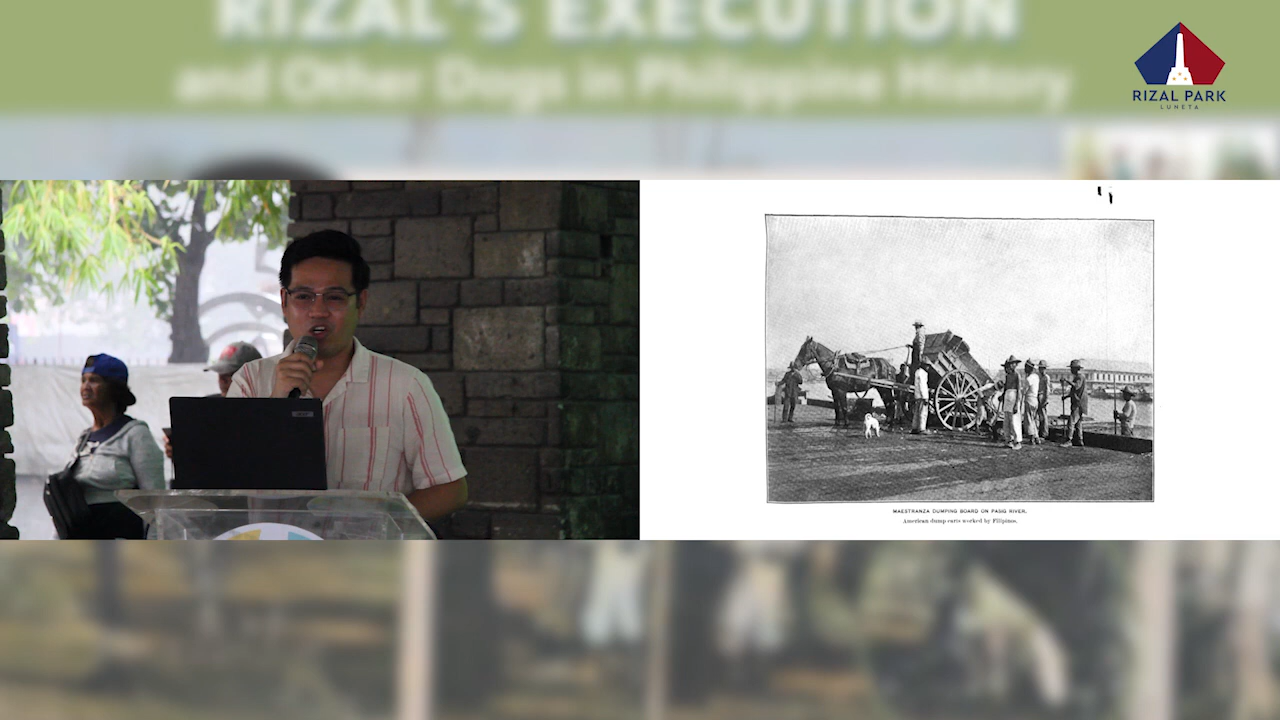 RIZAL'S EXECUTION
and Other Dogs in Philippine History
RIZAL PARK
LUNETA
acer
MAESTRANZA DUMPING BOARD ON PASIG RIVER.
American dump carts worked by Filipinos.